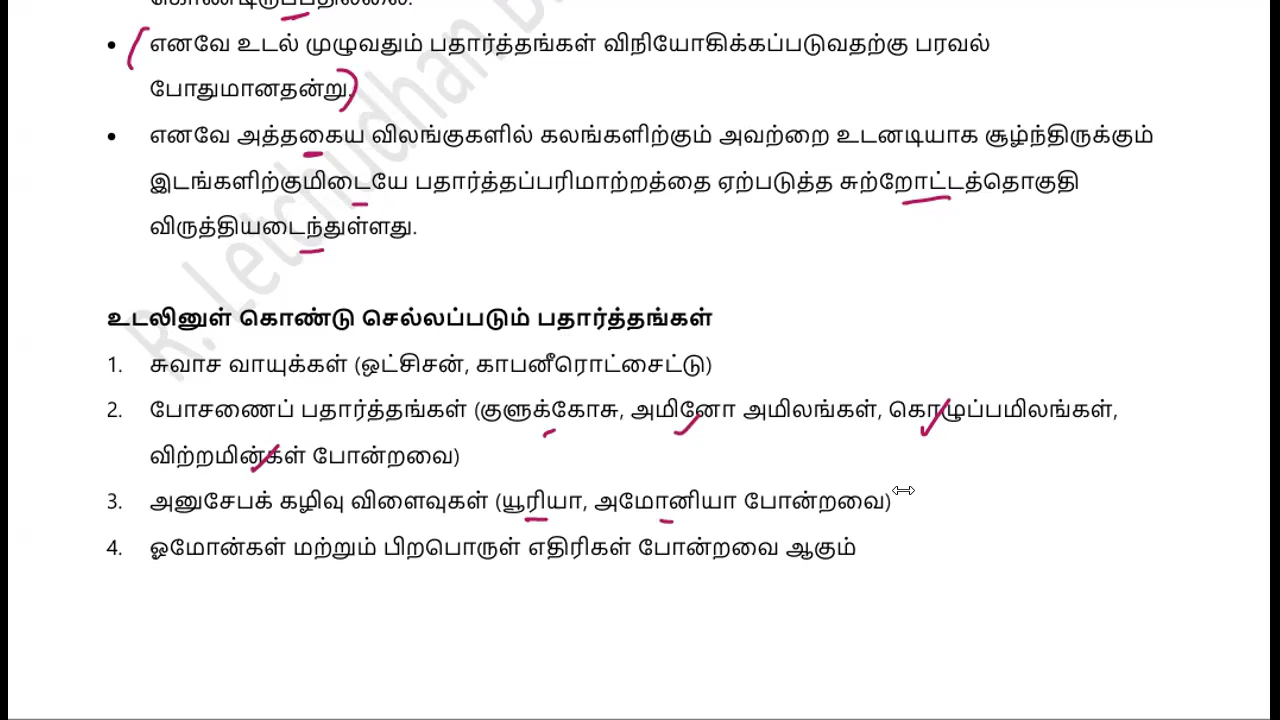 எனவே உடல் முழுவதும் பதார்த்தங்கள் விநியோகிக்கப்படுவதற்கு பரவல்
போதுமானதன்று.
எனவே அத்தகைய விலங்குகளில் கலங்களிற்கும் அவற்றை உடனடியாக சூழ்ந்திருக்கும்
இடங்களிற்குமிடையே பதார்த்தப்பரிமாற்றத்தை ஏற்படுத்த சுற்றோட்டத்தொகுதி
விருத்தியடைந்துள்ளது.
உடலினுள் கொண்டு செல்லப்படும் பதார்த்தங்கள்
1. சுவாச வாயுக்கள் (ஒட்சிசன், காபனீரொட்சைட்டு)
2. போசணைப் பதார்த்தங்கள் (குளுக்கோசு, அமினோ அமிலங்கள், கொழுப்பமிலங்கள்,
விற்றமின்கள் போன்றவை)
3. அனுசேபக் கழிவு விளைவுகள் (யூரியா, அமோனியா போன்றவை)
4. ஓமோன்கள் மற்றும் பிறபொருள் எதிரிகள் போன்றவை ஆகும்
R. Letchudhan